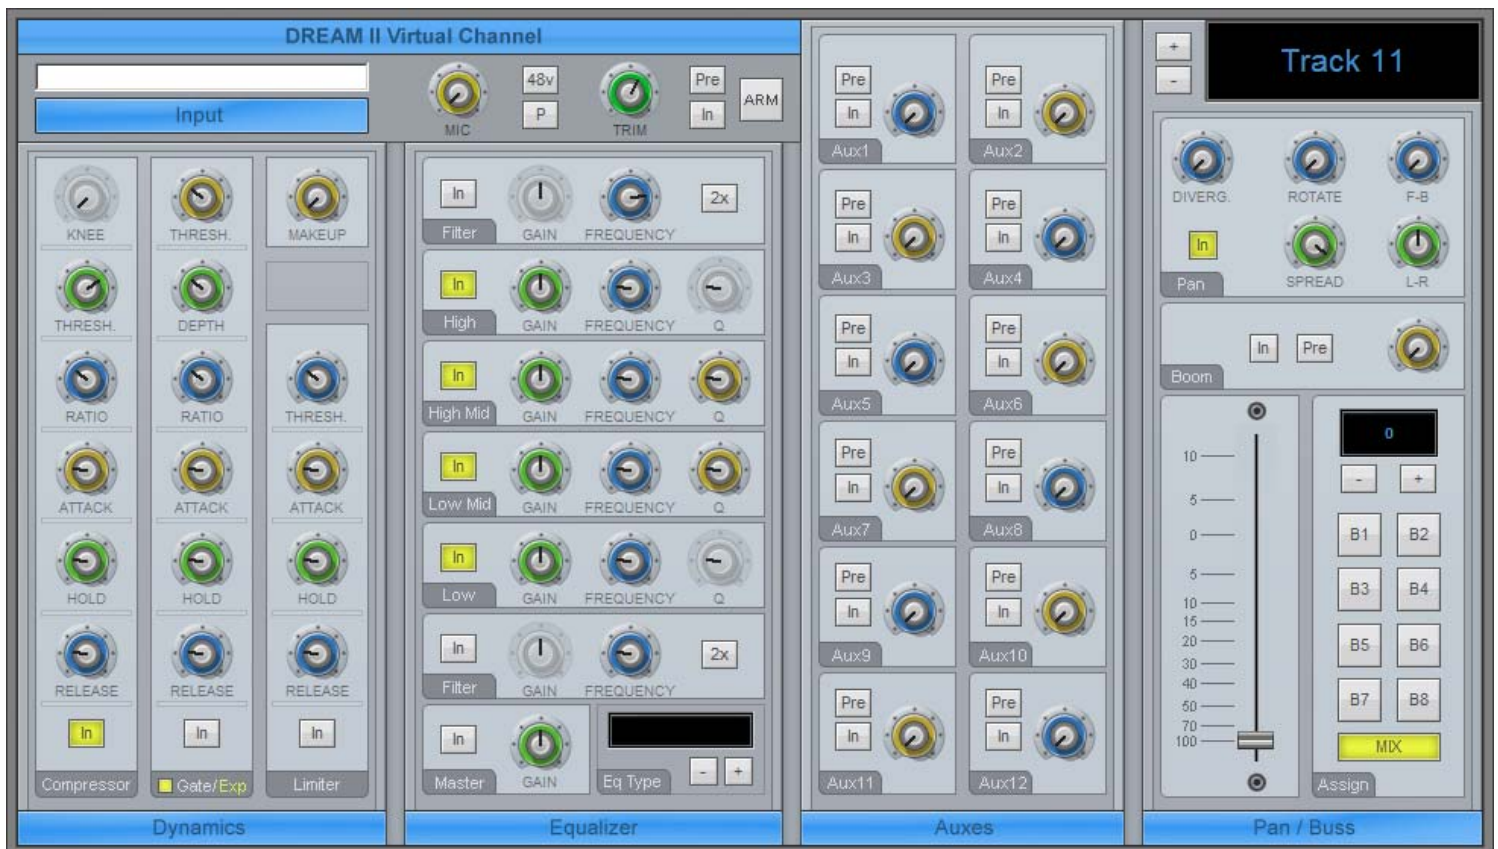 DREAM II Virtual Channel
Input
MIC
48v
P
TRIM
Pre
In
ARM
KNEE
THRESH.
RATIO
ATTACK
HOLD
RELEASE
In
Compressor
THRESH.
DEPTH
RATIO
ATTACK
HOLD
RELEASE
In
Gate/Exp
MAKEUP
THRESH.
ATTACK
HOLD
RELEASE
In
Limiter
Dynamics
In
Filter
GAIN
FREQUENCY
2x
In
High
GAIN
FREQUENCY
Q
In
High Mid
GAIN
FREQUENCY
Q
In
Low Mid
GAIN
FREQUENCY
Q
In
Low
GAIN
FREQUENCY
Q
In
Filter
GAIN
FREQUENCY
2x
In
Master
GAIN
Eq Type
-
+
Equalizer
Pre
In
Aux1
Pre
In
Aux2
Pre
In
Aux3
Pre
In
Aux4
Pre
In
Aux5
Pre
In
Aux6
Pre
In
Aux7
Pre
In
Aux8
Pre
In
Aux9
Pre
In
Aux10
Pre
In
Aux11
Pre
In
Aux12
Auxes
+
-
Track 11
DIVERG.
ROTATE
F-B
In
Pan
SPREAD
L-R
In
Pre
Boom
10
5
0
5
10
15
20
30
40
50
70
100
0
-
+
B1
B2
B3
B4
B5
B6
B7
B8
MIX
Assign
Pan / Buss